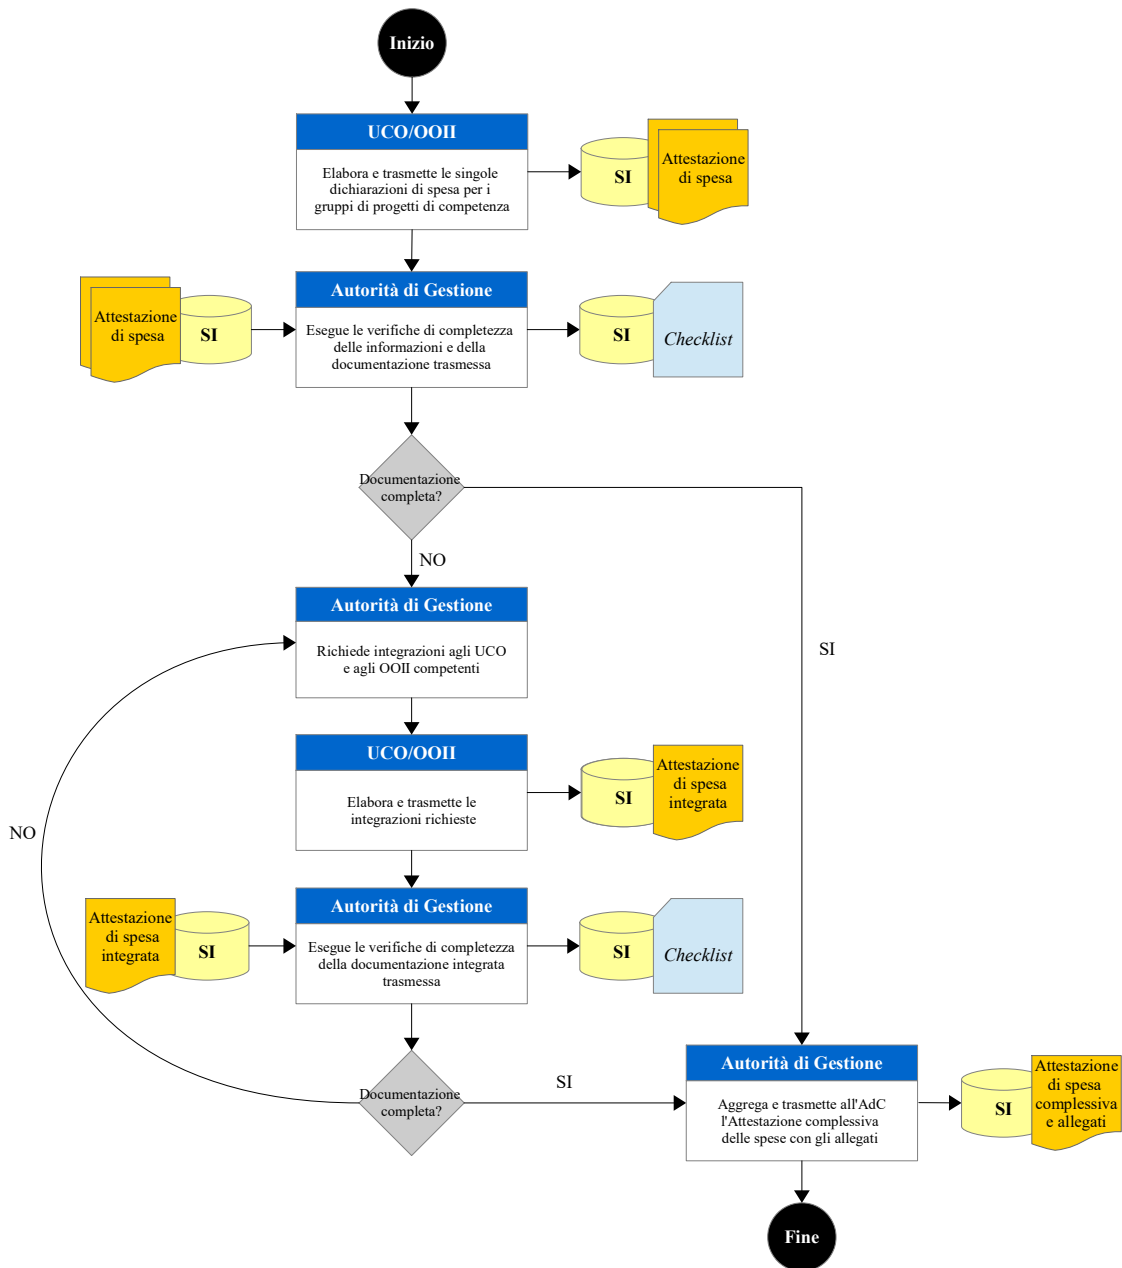 Inizio
UCO/OOII
Elabora e trasmette le singole
dichiarazioni di spesa per i
gruppi di progetti di competenza
SI
Attestazione
di spesa
Attestazione
di spesa
SI
Autorità di Gestione
Esegue le verifiche di completezza
delle informazioni e della
documentazione trasmessa
SI
Checklist
Documentazione
completa?
NO
SI
Autorità di Gestione
Richiede integrazioni agli UCO
e agli OOII competenti
UCO/OOII
Elabora e trasmette le
integrazioni richieste
SI
Attestazione
di spesa
integrata
NO
Attestazione
di spesa
integrata
SI
Autorità di Gestione
Esegue le verifiche di completezza
della documentazione integrata
trasmessa
SI
Checklist
Documentazione
completa?
SI
Autorità di Gestione
Aggrega e trasmette all'AdC
l'Attestazione complessiva
delle spese con gli allegati
SI
Attestazione
di spesa
complessiva
e allegati
Fine